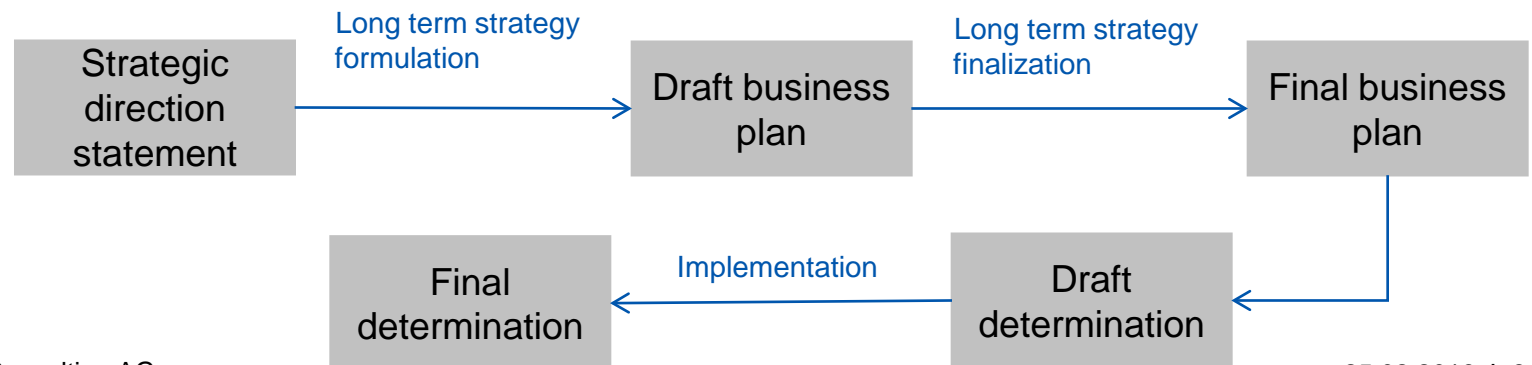 Long term strategy
formulation
Long term strategy
finalization
Strategic
direction
statement
Draft business
plan
Final business
plan
Final
determination
Implementation
Draft
determination
AG